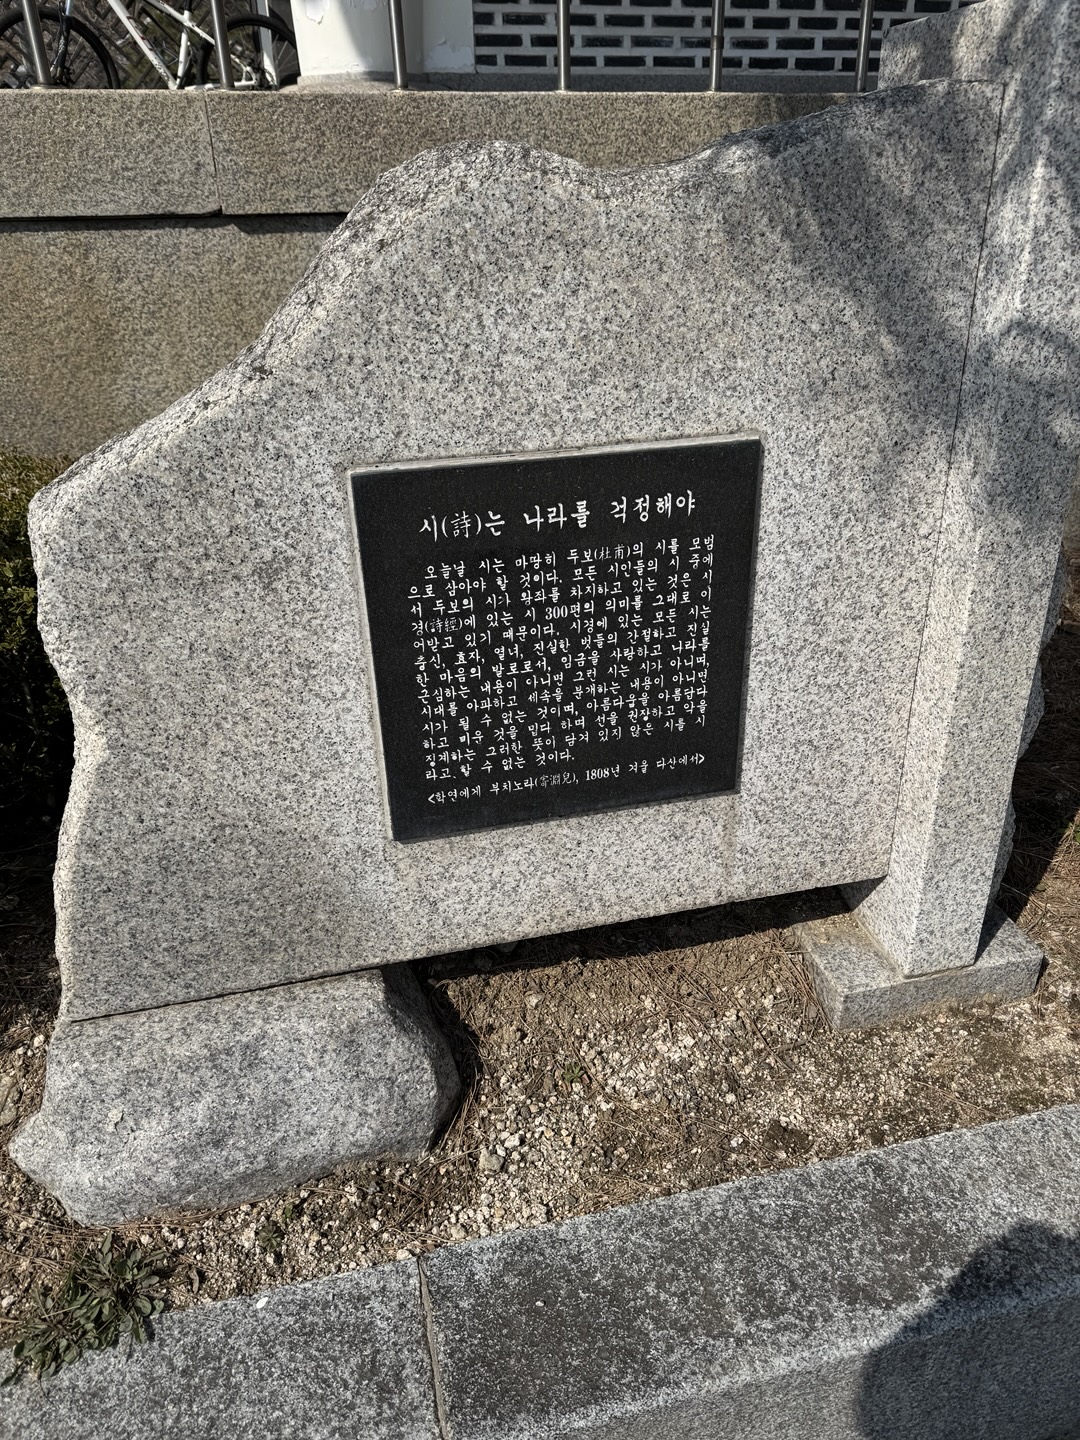 시(詩)는 나라를 걱정해야
오늘날 시는 마땅히 두보(杜甫)의 시를 모범
으로 삼아야 할 것이다. 모든 시인들의 시 중에
서 두보의 시가 왕좌를 차지하고 있는 것은 시
경(詩經)에 있는 시 300편의 의미를 그대로 이
어받고 있기 때문이다. 시경에 있는 모든 시는
충신, 효자, 열녀, 진실한 벗들의 간절하고 진실
한 마음의 발로로서, 임금을 사랑하고 나라를
근심하는 내용이 아니면 그런 시는 시가 아니며,
시대를 아파하고 세속을 분개하는 내용이 아니면
시가 될 수 없는 것이며, 아름다움을 아름답다
하고 미운 것을 밉다 하며 선을 권장하고 악을
징계하는 그러한 뜻이 담겨 있지 않은 시를 시
라고 할 수 없는 것이다.
<학연에게 부치노라(寄淵兒), 1808년 겨울 다산에서>